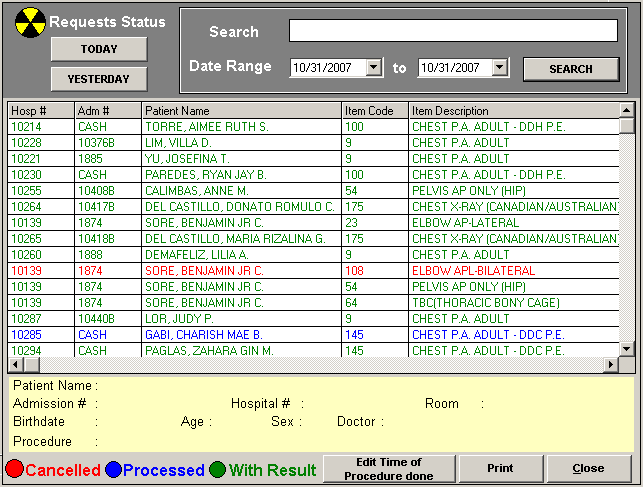 Requests Status
TODAY
YESTERDAY
Search
Date Range 10/31/2007 to 10/31/2007 SEARCH
Hosp # Adm # Patient Name Item Code Item Description
10214 CASH TORRE, AIMEE RUTH S. 100 CHEST P.A. ADULT - DDH P.E.
10228 10376B LIM, VILLA D. 9 CHEST P.A. ADULT
10221 1885 YU, JOSEFINA T. 9 CHEST P.A. ADULT
10230 CASH PAREDES, RYAN JAY B. 100 CHEST P.A. ADULT - DDH P.E.
10255 10408B CALIMBAS, ANNE M. 54 PELVIS AP ONLY (HIP)
10264 10417B DEL CASTILLO, DONATO ROMULO C. 175 CHEST X-RAY (CANADIAN/AUSTRALIAN
10139 1874 SORE, BENJAMIN JR C. 23 ELBOW AP-LATERAL
10265 10418B DEL CASTILLO, MARIA RIZALINA G. 175 CHEST X-RAY (CANADIAN/AUSTRALIAN
10260 1888 DEMAFELIZ, LILIA A. 9 CHEST P.A. ADULT
10139 1874 SORE, BENJAMIN JR C. 108 ELBOW APL-BILATERAL
10139 1874 SORE, BENJAMIN JR C. 54 PELVIS AP ONLY (HIP)
10139 1874 SORE, BENJAMIN JR C. 64 TBC(THORACIC BONY CAGE)
10287 10440B LOR, JUDY P. 9 CHEST P.A. ADULT
10285 CASH GABI, CHARISH MAE B. 145 CHEST P.A. ADULT - DDC P.E.
10294 CASH PAGLAS, ZAHARA GIN M. 145 CHEST P.A. ADULT - DDC P.E.
Patient Name :
Admission # : Hospital # : Room :
Birthdate : Age : Sex : Doctor :
Procedure :
Cancelled Processed With Result
Edit Time of
Procedure done
Print
Close